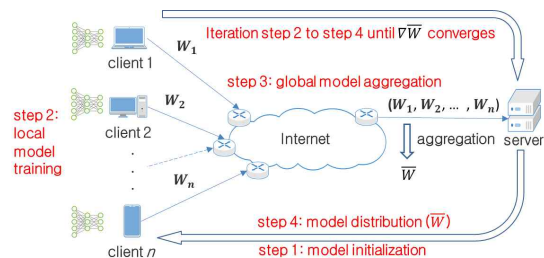 Iteration step 2 to step 4 until ∇W̅ converges
W₁
client 1
step 3: global model aggregation
step 2:
local
model
training
W₂
client 2
(W₁, W₂, … , Wₙ)
Internet
aggregation
server
W̅
.
.
.
Wₙ
client n
step 4: model distribution (W̅)
step 1: model initialization